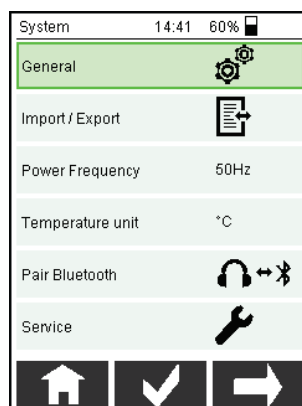 System 14:41 60%
General
Import / Export
Power Frequency 50Hz
Temperature unit °C
Pair Bluetooth
Service